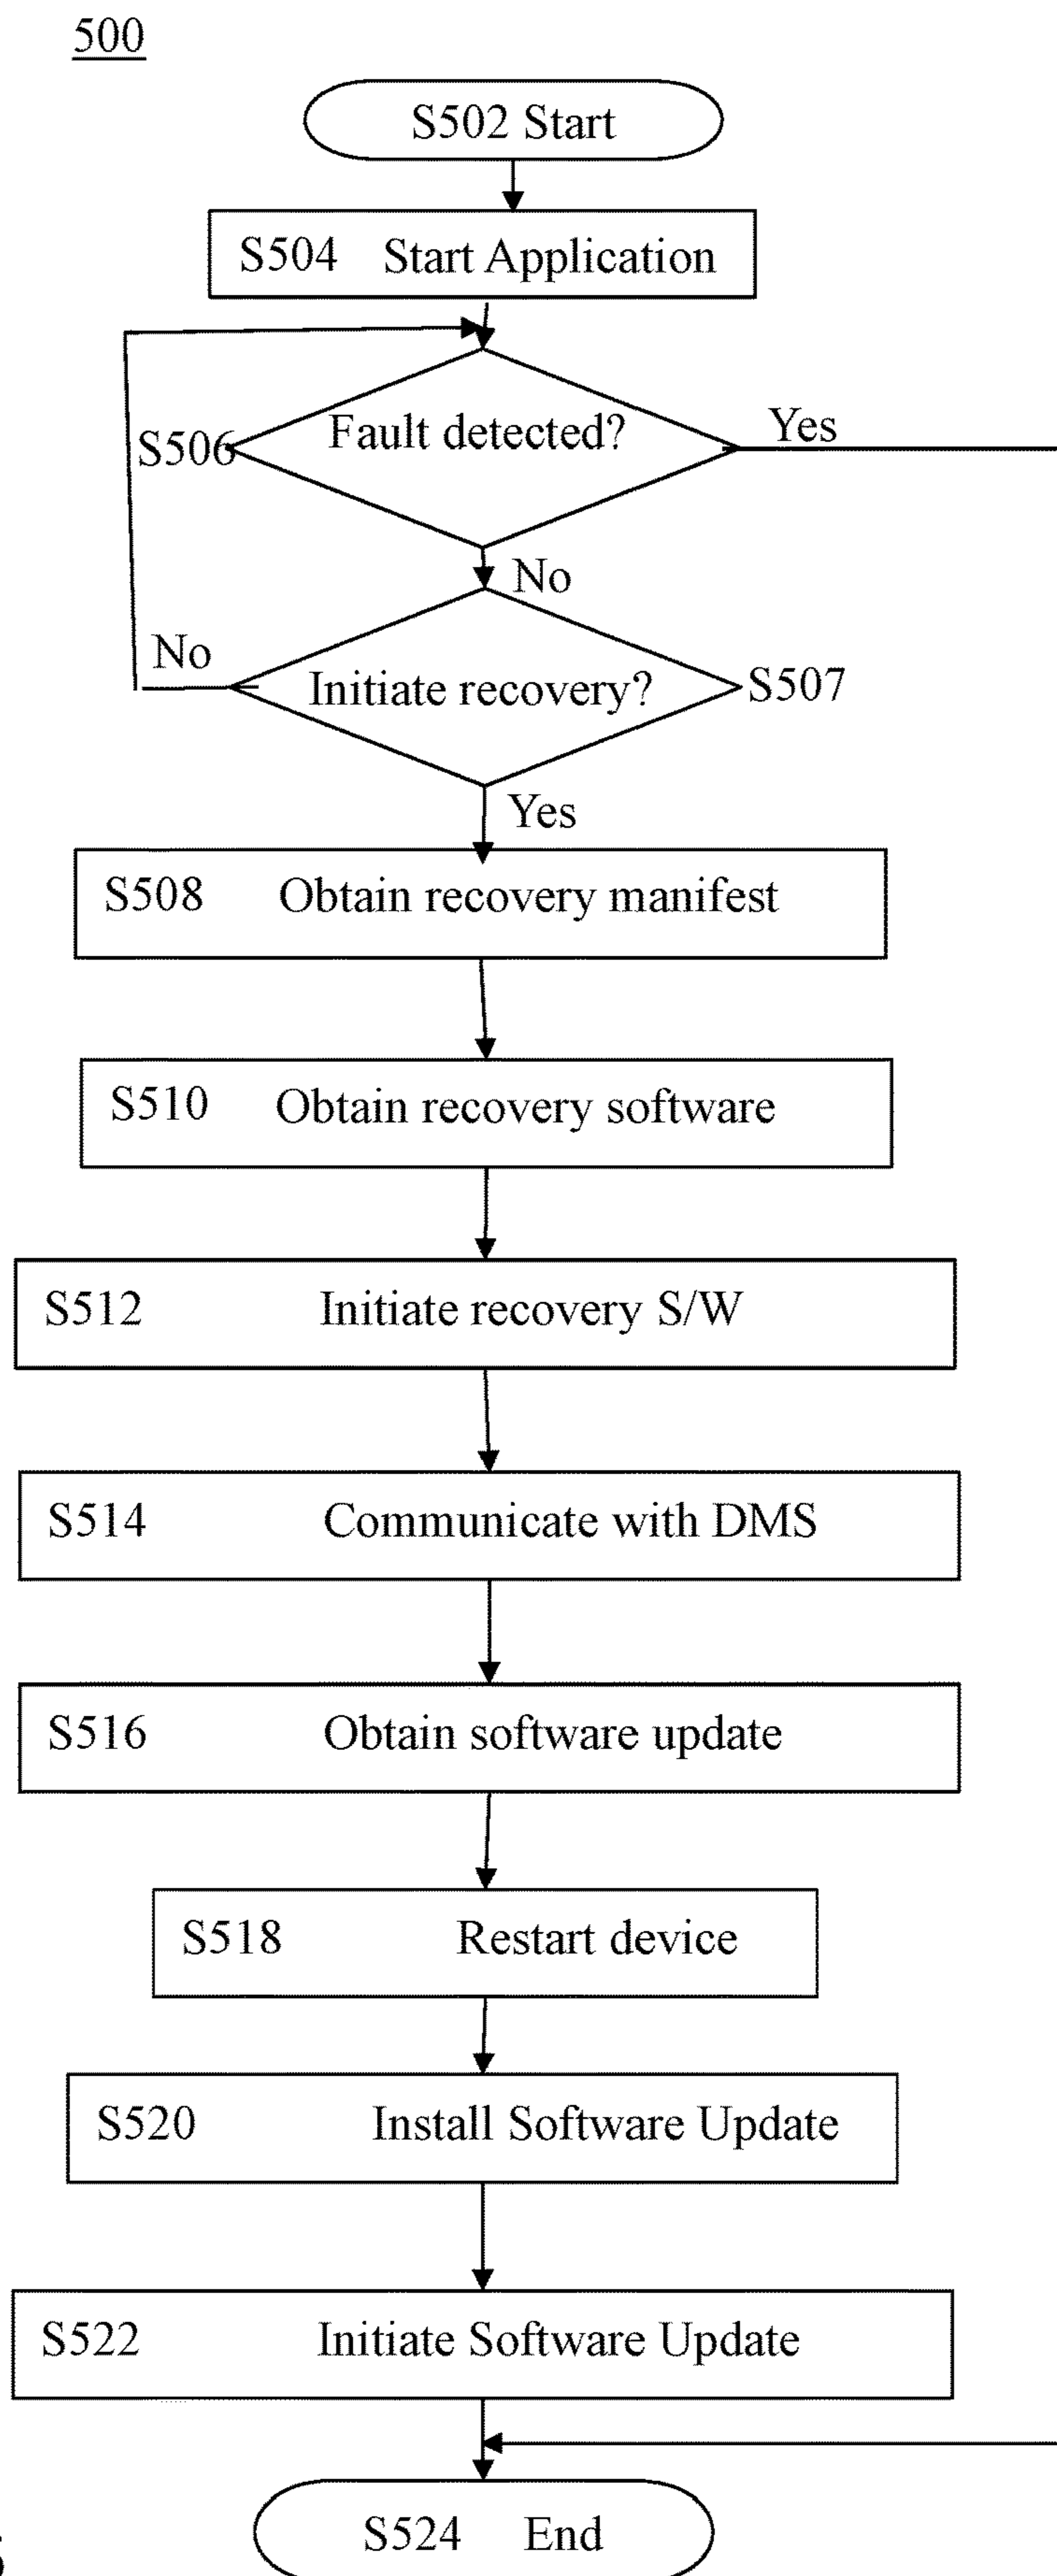 500
S502 Start
S504 Start Application
Fault detected?
Yes
S506
No
No
Initiate recovery?
S507
Yes
S508 Obtain recovery manifest
S510 Obtain recovery software
S512 Initiate recovery S/W
S514 Communicate with DMS
S516 Obtain software update
S518 Restart device
S520 Install Software Update
S522 Initiate Software Update
S524 End